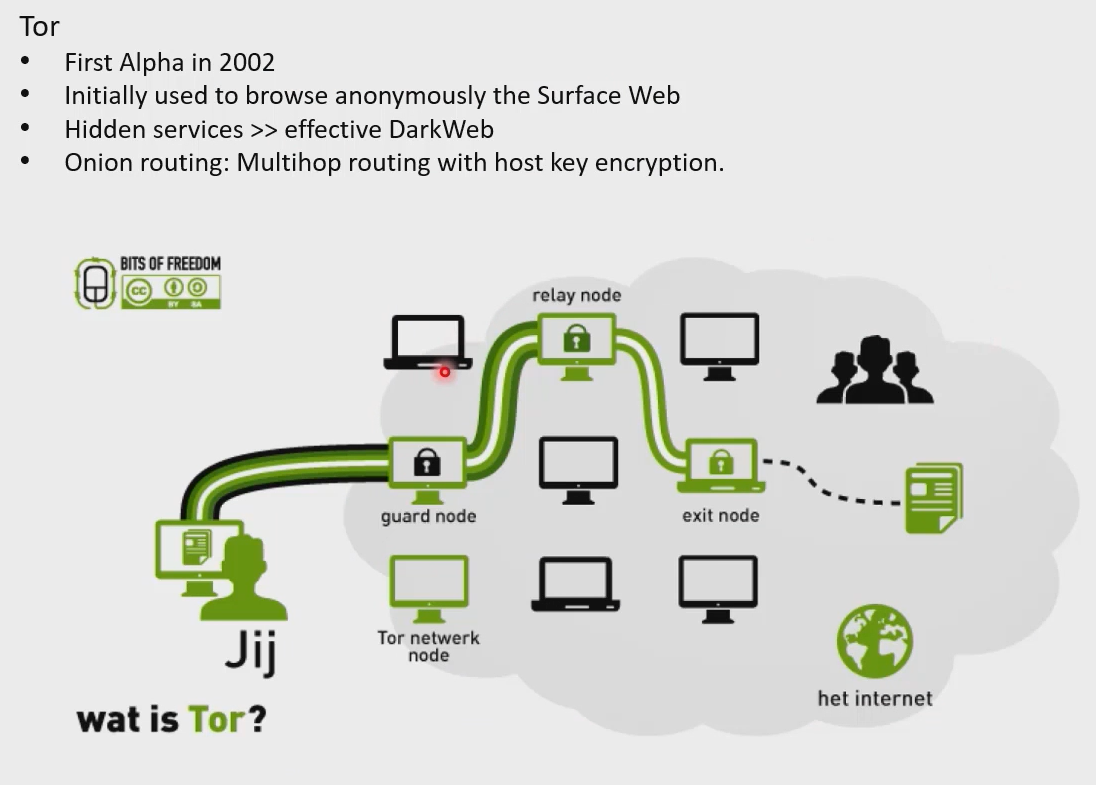 Tor
• First Alpha in 2002
• Initially used to browse anonymously the Surface Web
• Hidden services >> effective DarkWeb
• Onion routing: Multihop routing with host key encryption.
BITS OF FREEDOM
CC
BY SA
relay node
guard node
exit node
Tor netwerk
node
Jij
het internet
wat is Tor?